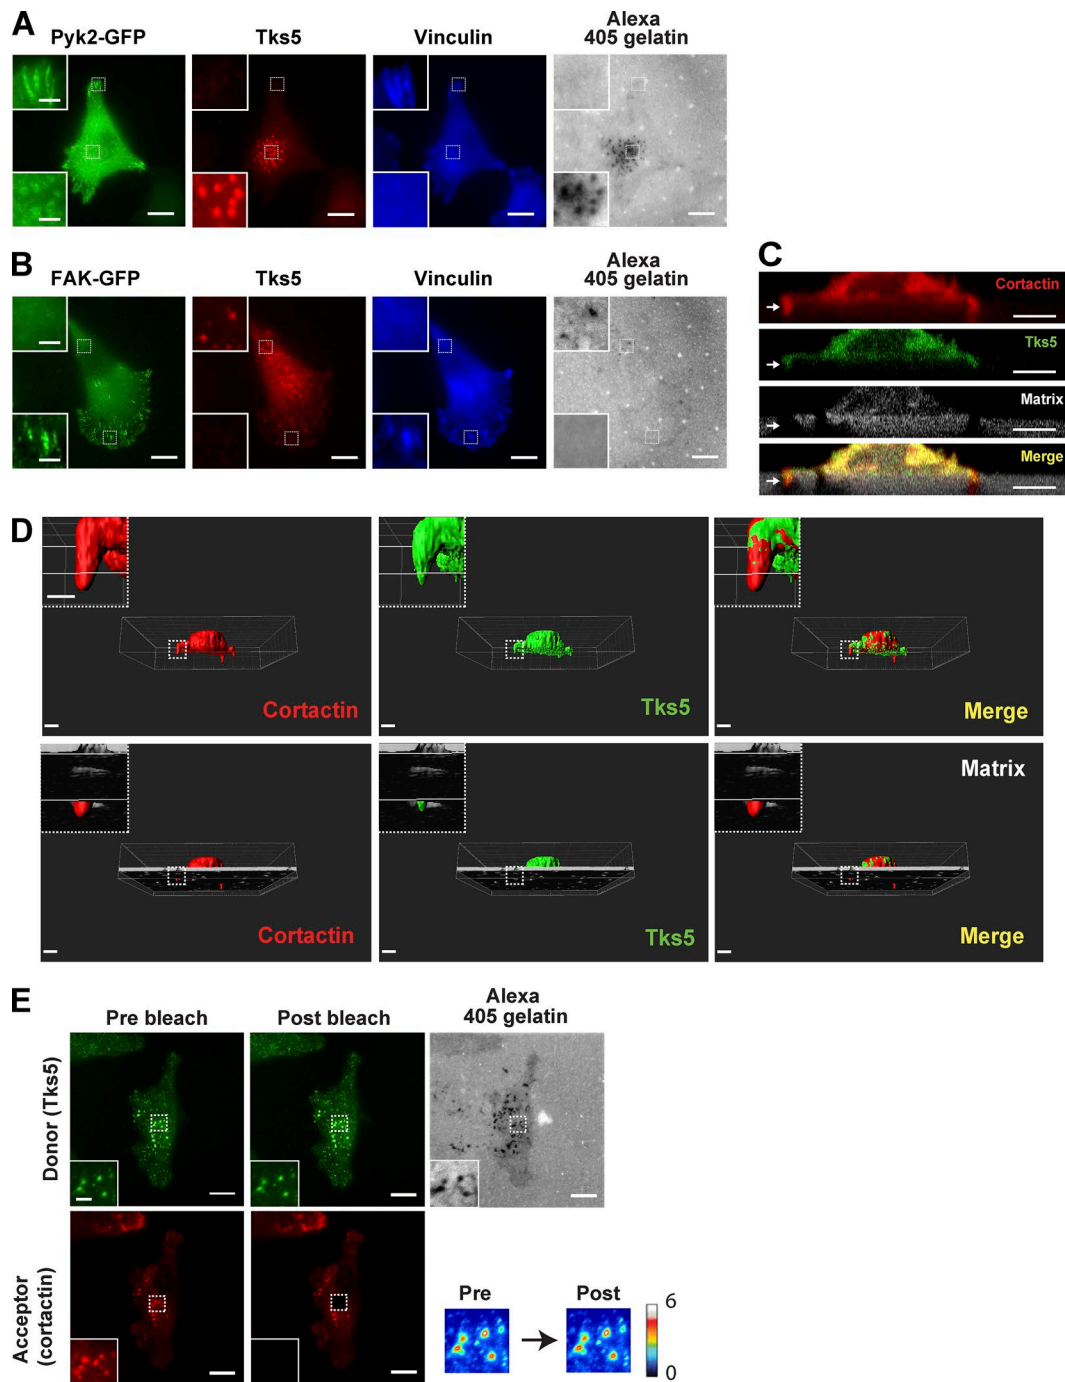 A
Pyk2-GFP
Tks5
Vinculin
Alexa
405 gelatin
B
FAK-GFP
Tks5
Vinculin
Alexa
405 gelatin
C
Cortactin
Tks5
Matrix
Merge
D
Cortactin
Tks5
Merge
Matrix
Cortactin
Tks5
Merge
E
Pre bleach
Post bleach
Alexa
405 gelatin
Donor (Tks5)
Acceptor
(cortactin)
Pre
Post
6
0